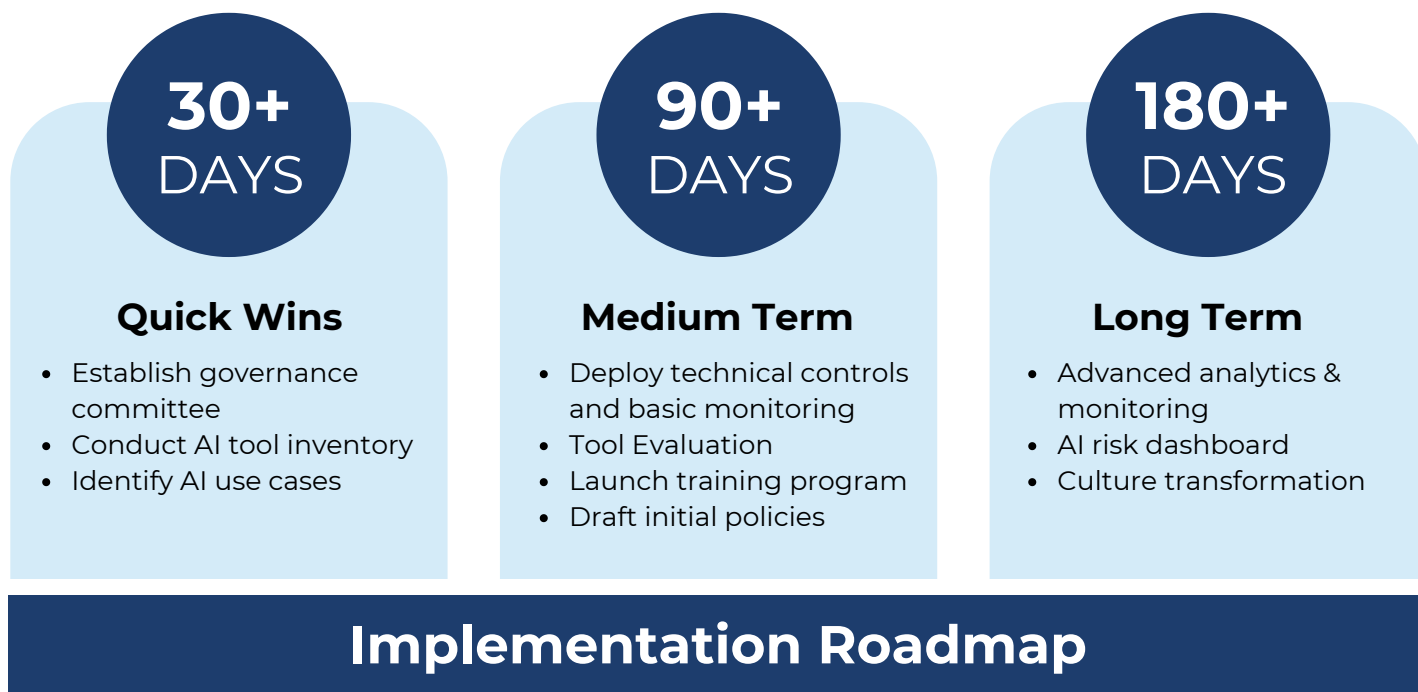 30+
DAYS
Quick Wins
• Establish governance
committee
• Conduct AI tool inventory
• Identify AI use cases
90+
DAYS
Medium Term
• Deploy technical controls
and basic monitoring
• Tool Evaluation
• Launch training program
• Draft initial policies
180+
DAYS
Long Term
• Advanced analytics &
monitoring
• AI risk dashboard
• Culture transformation
Implementation Roadmap